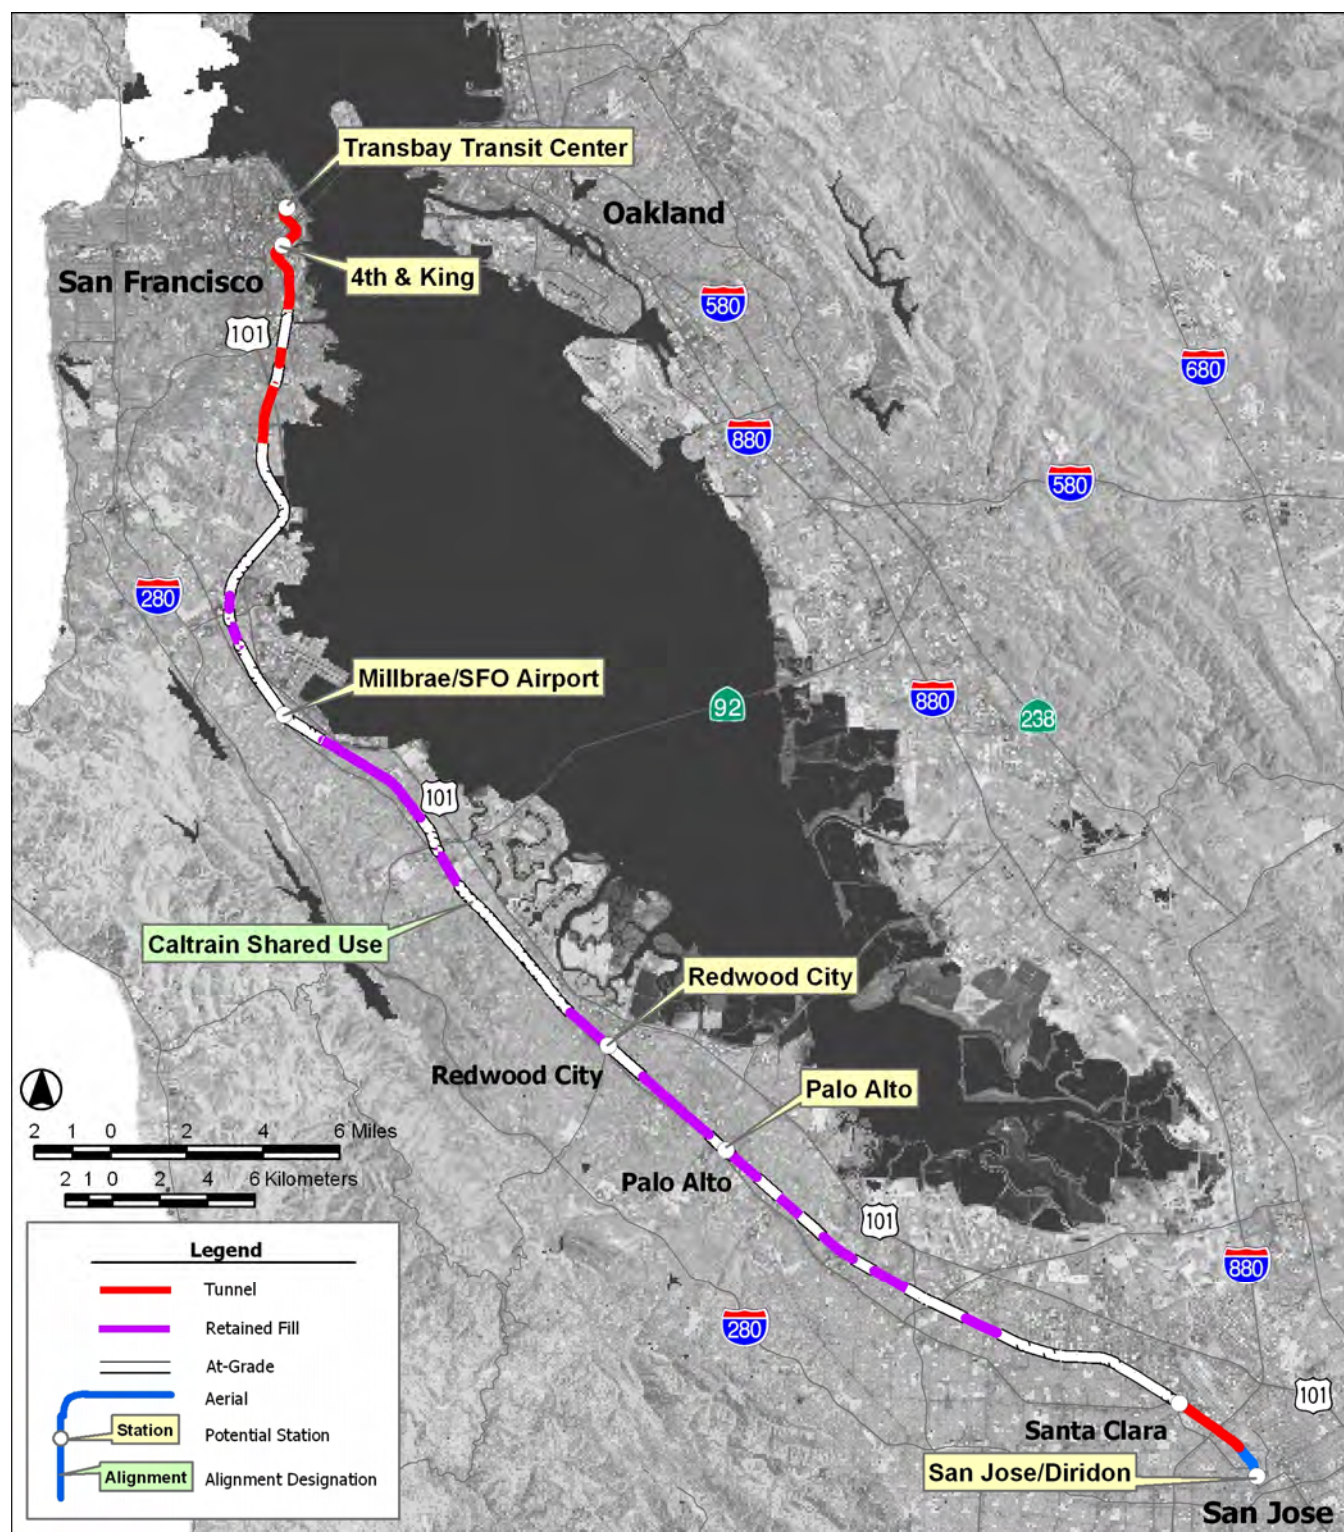 Transbay Transit Center
Oakland
4th & King
San Francisco
580
101
680
880
580
280
Millbrae/SFO Airport
92
880
238
101
Caltrain Shared Use
Redwood City
Redwood City
Palo Alto
Palo Alto
2 1 0 2 4 6 Miles
2 1 0 2 4 6 Kilometers
101
880
280
Legend
Tunnel
Retained Fill
At-Grade
Aerial
Station
Potential Station
Alignment
Alignment Designation
101
Santa Clara
San Jose/Diridon
San Jose